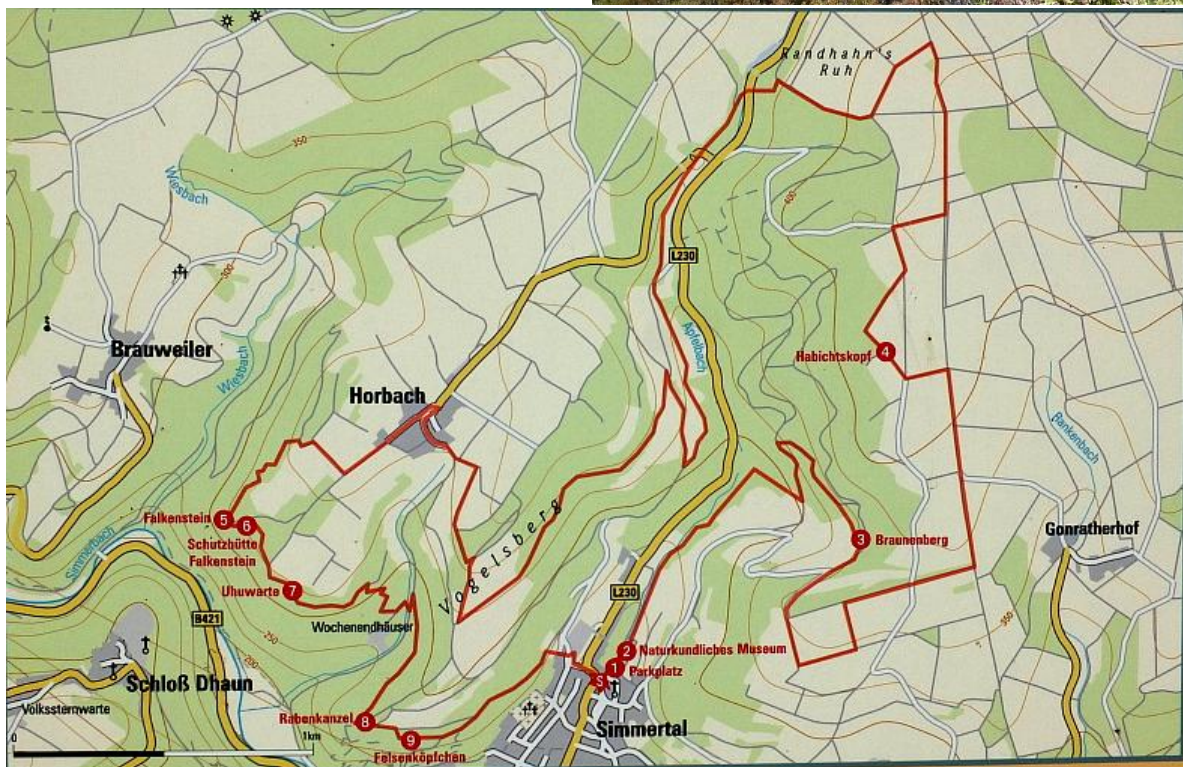 Randhahn's
Ruh
350
Wiesbach
300
400
L230
Apfelbach
Brauweiler
Wiesbach
Habichtskopf
4
Horbach
Bankenbach
Falkenstein
5
6
Schutzhütte
Falkenstein
Simmerbach
Vogelsberg
3
Braunenberg
Gonratherhof
Uhuwarte
7
L230
B421
Wochenendhäuser
250
200
350
2
Naturkundliches Museum
1
Parkplatz
S
Schloß Dhaun
Volkssternwarte
Rabenkanzel
8
Simmertal
0
1km
9
Felsenköpfchen